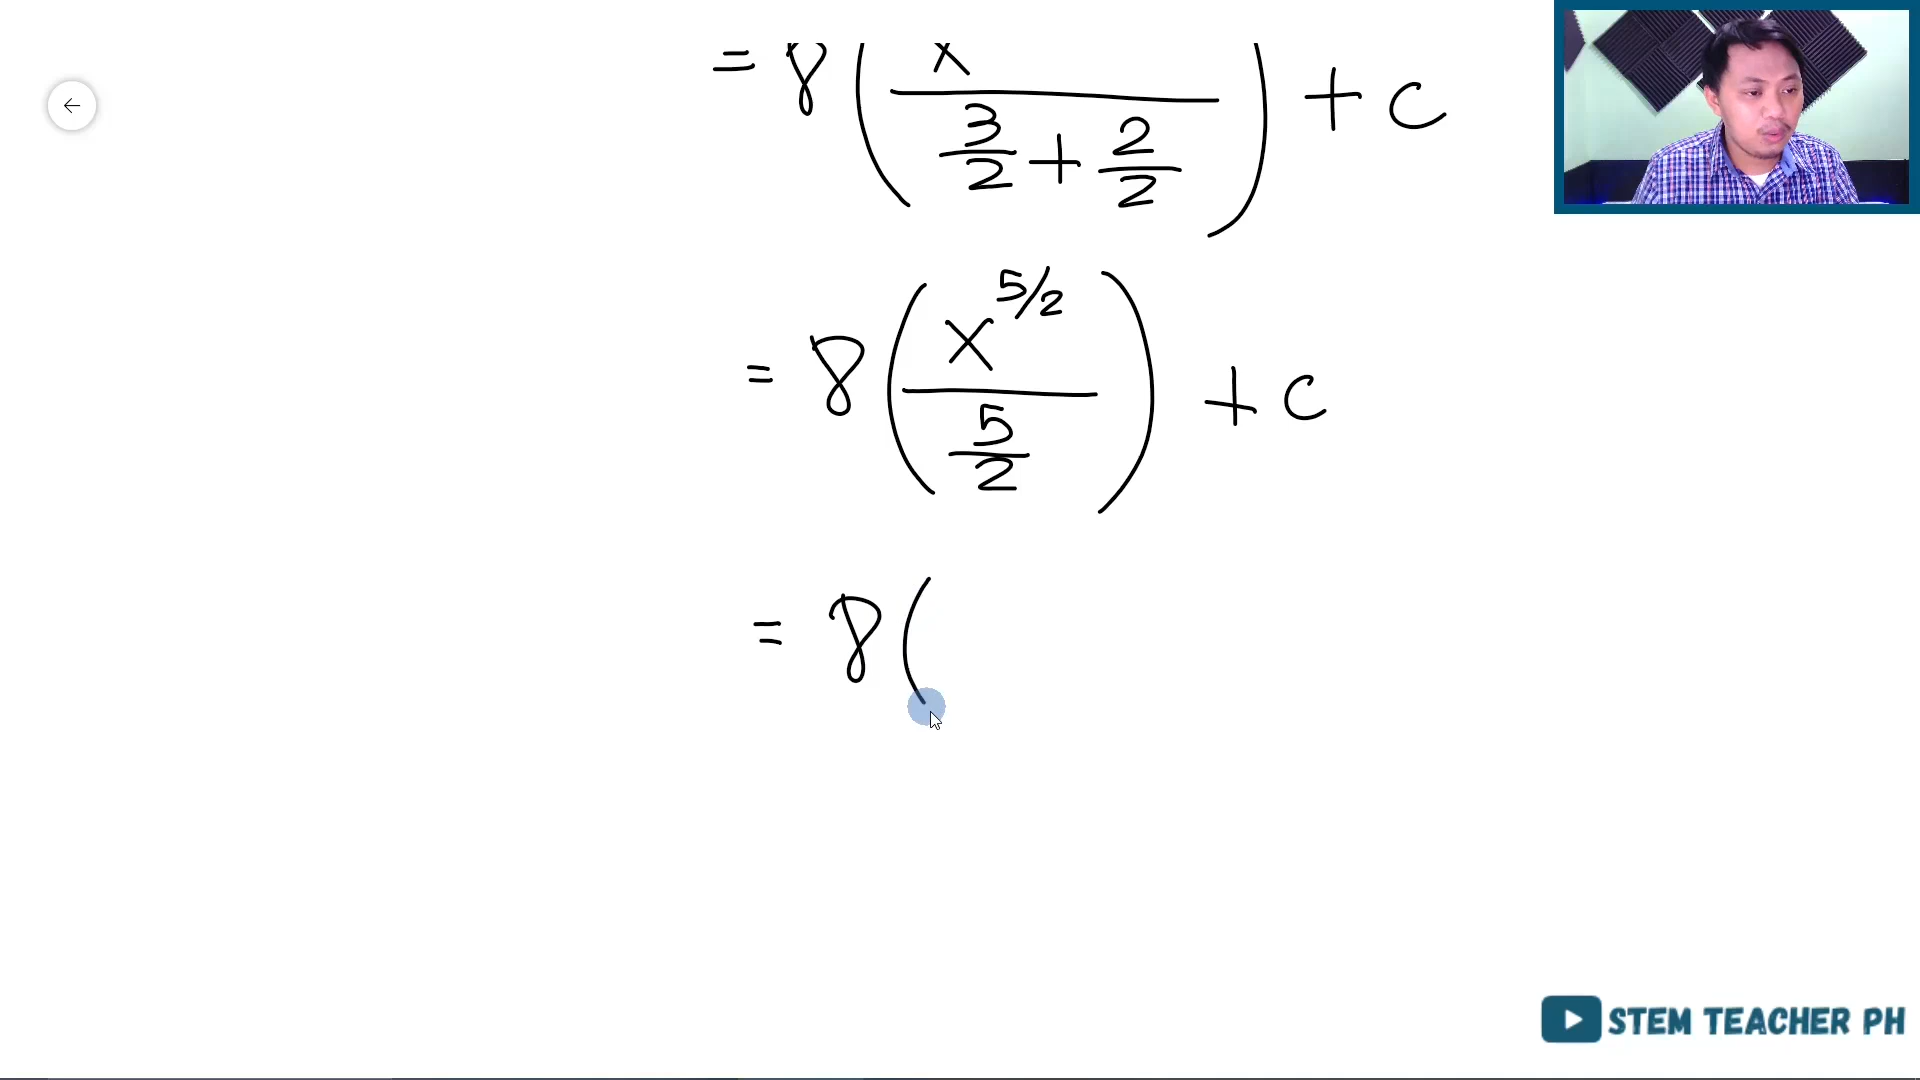 = 8 ( x / (3/2 + 2/2) ) + c
= 8 ( x^(5/2) / (5/2) ) + c
= 8 (
STEM TEACHER PH